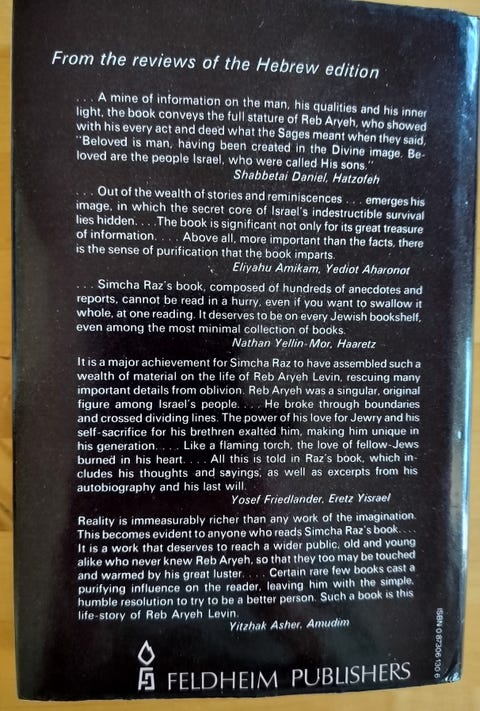 From the reviews of the Hebrew edition
. . . A mine of information on the man, his qualities and his inner
light, the book conveys the full stature of Reb Aryeh, who showed
with his every act and deed what the Sages meant when they said,
"Beloved is man, having been created in the Divine image. Be-
loved are the people Israel, who were called His sons."
Shabbetai Daniel, Hatzofeh
. . . Out of the wealth of stories and reminiscences . . . emerges his
image, in which the secret core of Israel's indestructible survival
lies hidden. . . .The book is significant not only for its great treasure
of information. . . . Above all, more important than the facts, there
is the sense of purification that the book imparts.
Eliyahu Amikam, Yediot Aharonot
. . . Simcha Raz's book, composed of hundreds of anecdotes and
reports, cannot be read in a hurry, even if you want to swallow it
whole, at one reading. It deserves to be on every Jewish bookshelf,
even among the most minimal collection of books.
Nathan Yellin-Mor, Haaretz
It is a major achievement for Simcha Raz to have assembled such a
wealth of material on the life of Reb Aryeh Levin, rescuing many
important details from oblivion. Reb Aryeh was a singular, original
figure among Israel's people. . . . He broke through boundaries
and crossed dividing lines. The power of his love for Jewry and his
self-sacrifice for his brethren exalted him, making him unique in
his generation. . . . Like a flaming torch, the love of fellow-Jews
burned in his heart. . . . All this is told in Raz's book, which in-
cludes his thoughts and sayings, as well as excerpts from his
autobiography and his last will.
Yosef Friedlander, Eretz Yisrael
Reality is immeasurably richer than any work of the imagination.
This becomes evident to anyone who reads Simcha Raz's book. . . .
It is a work that deserves to reach a wider public, old and young
alike who never knew Reb Aryeh, so that they too may be touched
and warmed by his great luster. . . . Certain rare few books cast a
purifying influence on the reader, leaving him with the simple,
humble resolution to try to be a better person. Such a book is this
life-story of Reb Aryeh Levin.
Yitzhak Asher, Amudim
ISBN 0 87306 130 6
FELDHEIM PUBLISHERS